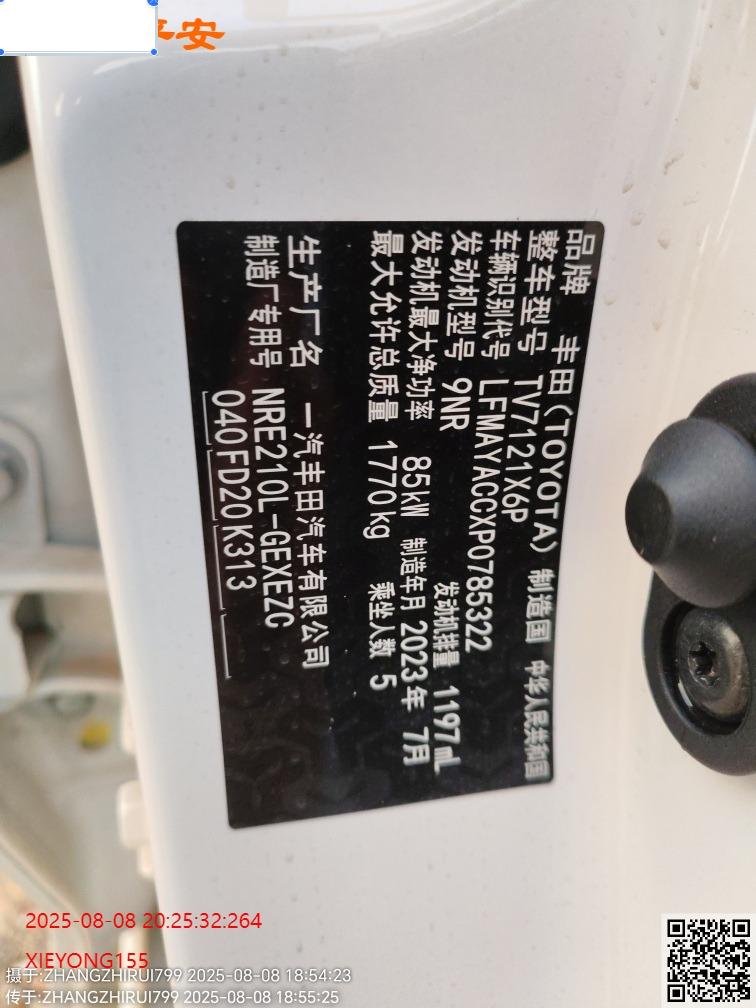 平安
品牌 丰田(TOYOTA) 制造国 中华人民共和国
整车型号 TV7121X6P
车辆识别代号 LFMAYACCXP0785322
发动机型号 9NR 发动机排量 1197mL
发动机最大净功率 85kW 制造年月 2023年 7月
最大允许总质量 1770kg 乘坐人数 5
生产厂名 一汽丰田汽车有限公司
制造厂专用号 NRE210L-GEXEZC
040FD20K313
2025-08-08 20:25:32:264
XIEYONG155
摄于:ZHANGZHIRUI799 2025-08-08 18:54:23
传于:ZHANGZHIRUI799 2025-08-08 18:55:25